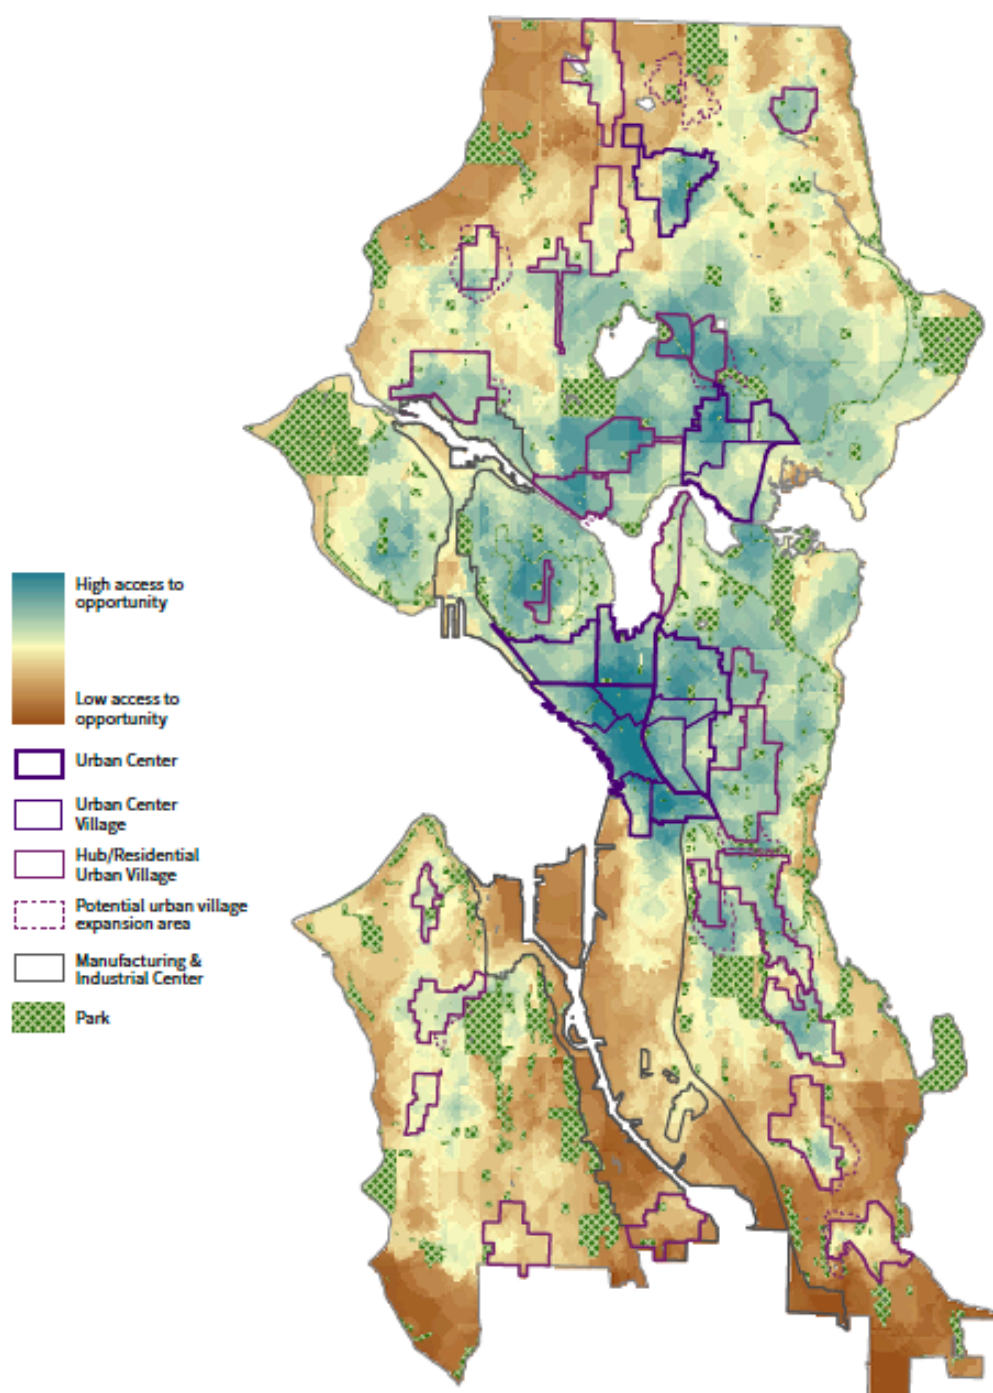 High access to
opportunity
Low access to
opportunity
Urban Center
Urban Center
Village
Hub/Residential
Urban Village
Potential urban village
expansion area
Manufacturing &
Industrial Center
Park